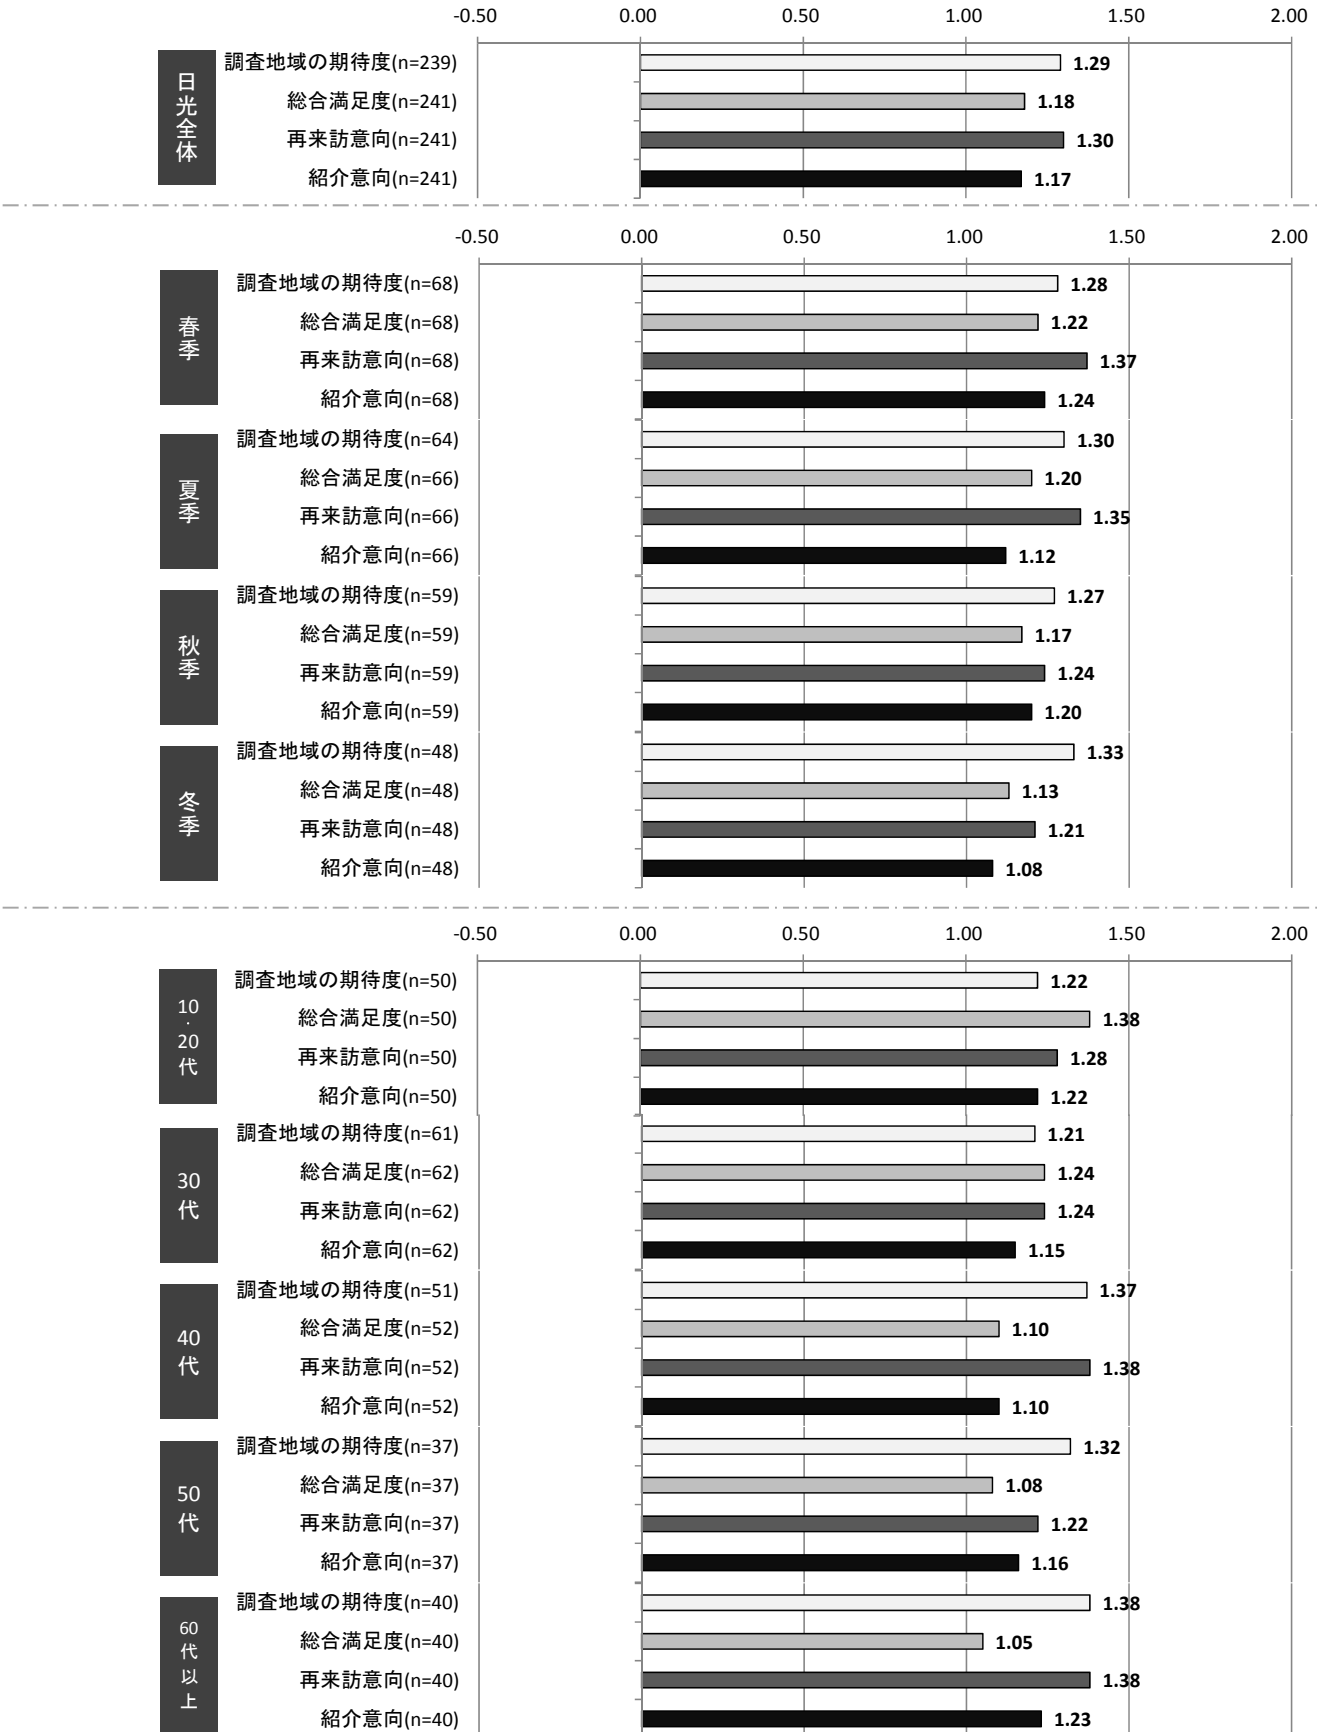 -0.50 0.00 0.50 1.00 1.50 2.00
日光全体
調査地域の期待度(n=239) 1.29
総合満足度(n=241) 1.18
再来訪意向(n=241) 1.30
紹介意向(n=241) 1.17
-0.50 0.00 0.50 1.00 1.50 2.00
春季
調査地域の期待度(n=68) 1.28
総合満足度(n=68) 1.22
再来訪意向(n=68) 1.37
紹介意向(n=68) 1.24
夏季
調査地域の期待度(n=64) 1.30
総合満足度(n=66) 1.20
再来訪意向(n=66) 1.35
紹介意向(n=66) 1.12
秋季
調査地域の期待度(n=59) 1.27
総合満足度(n=59) 1.17
再来訪意向(n=59) 1.24
紹介意向(n=59) 1.20
冬季
調査地域の期待度(n=48) 1.33
総合満足度(n=48) 1.13
再来訪意向(n=48) 1.21
紹介意向(n=48) 1.08
-0.50 0.00 0.50 1.00 1.50 2.00
10・20代
調査地域の期待度(n=50) 1.22
総合満足度(n=50) 1.38
再来訪意向(n=50) 1.28
紹介意向(n=50) 1.22
30代
調査地域の期待度(n=61) 1.21
総合満足度(n=62) 1.24
再来訪意向(n=62) 1.24
紹介意向(n=62) 1.15
40代
調査地域の期待度(n=51) 1.37
総合満足度(n=52) 1.10
再来訪意向(n=52) 1.38
紹介意向(n=52) 1.10
50代
調査地域の期待度(n=37) 1.32
総合満足度(n=37) 1.08
再来訪意向(n=37) 1.22
紹介意向(n=37) 1.16
60代以上
調査地域の期待度(n=40) 1.38
総合満足度(n=40) 1.05
再来訪意向(n=40) 1.38
紹介意向(n=40) 1.23